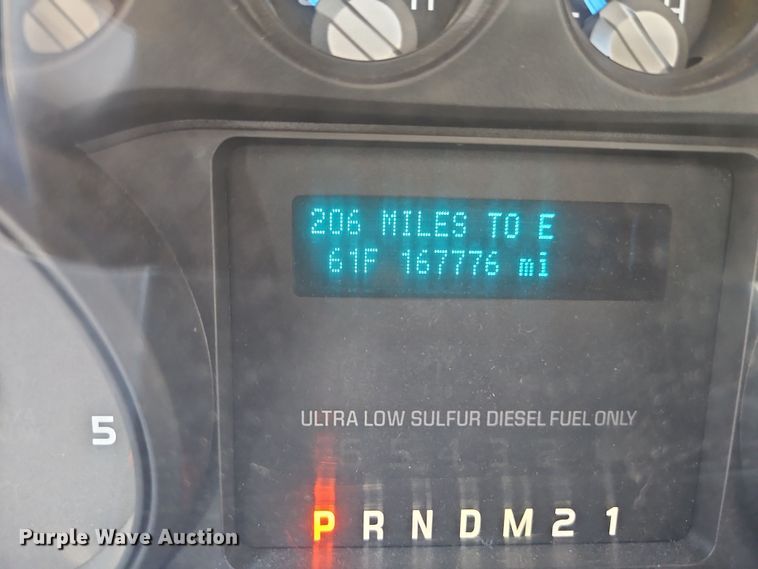 H
H
206 MILES TO E
61F 167776 mi
ULTRA LOW SULFUR DIESEL FUEL ONLY
5
P R N D M 2 1
Purple Wave Auction